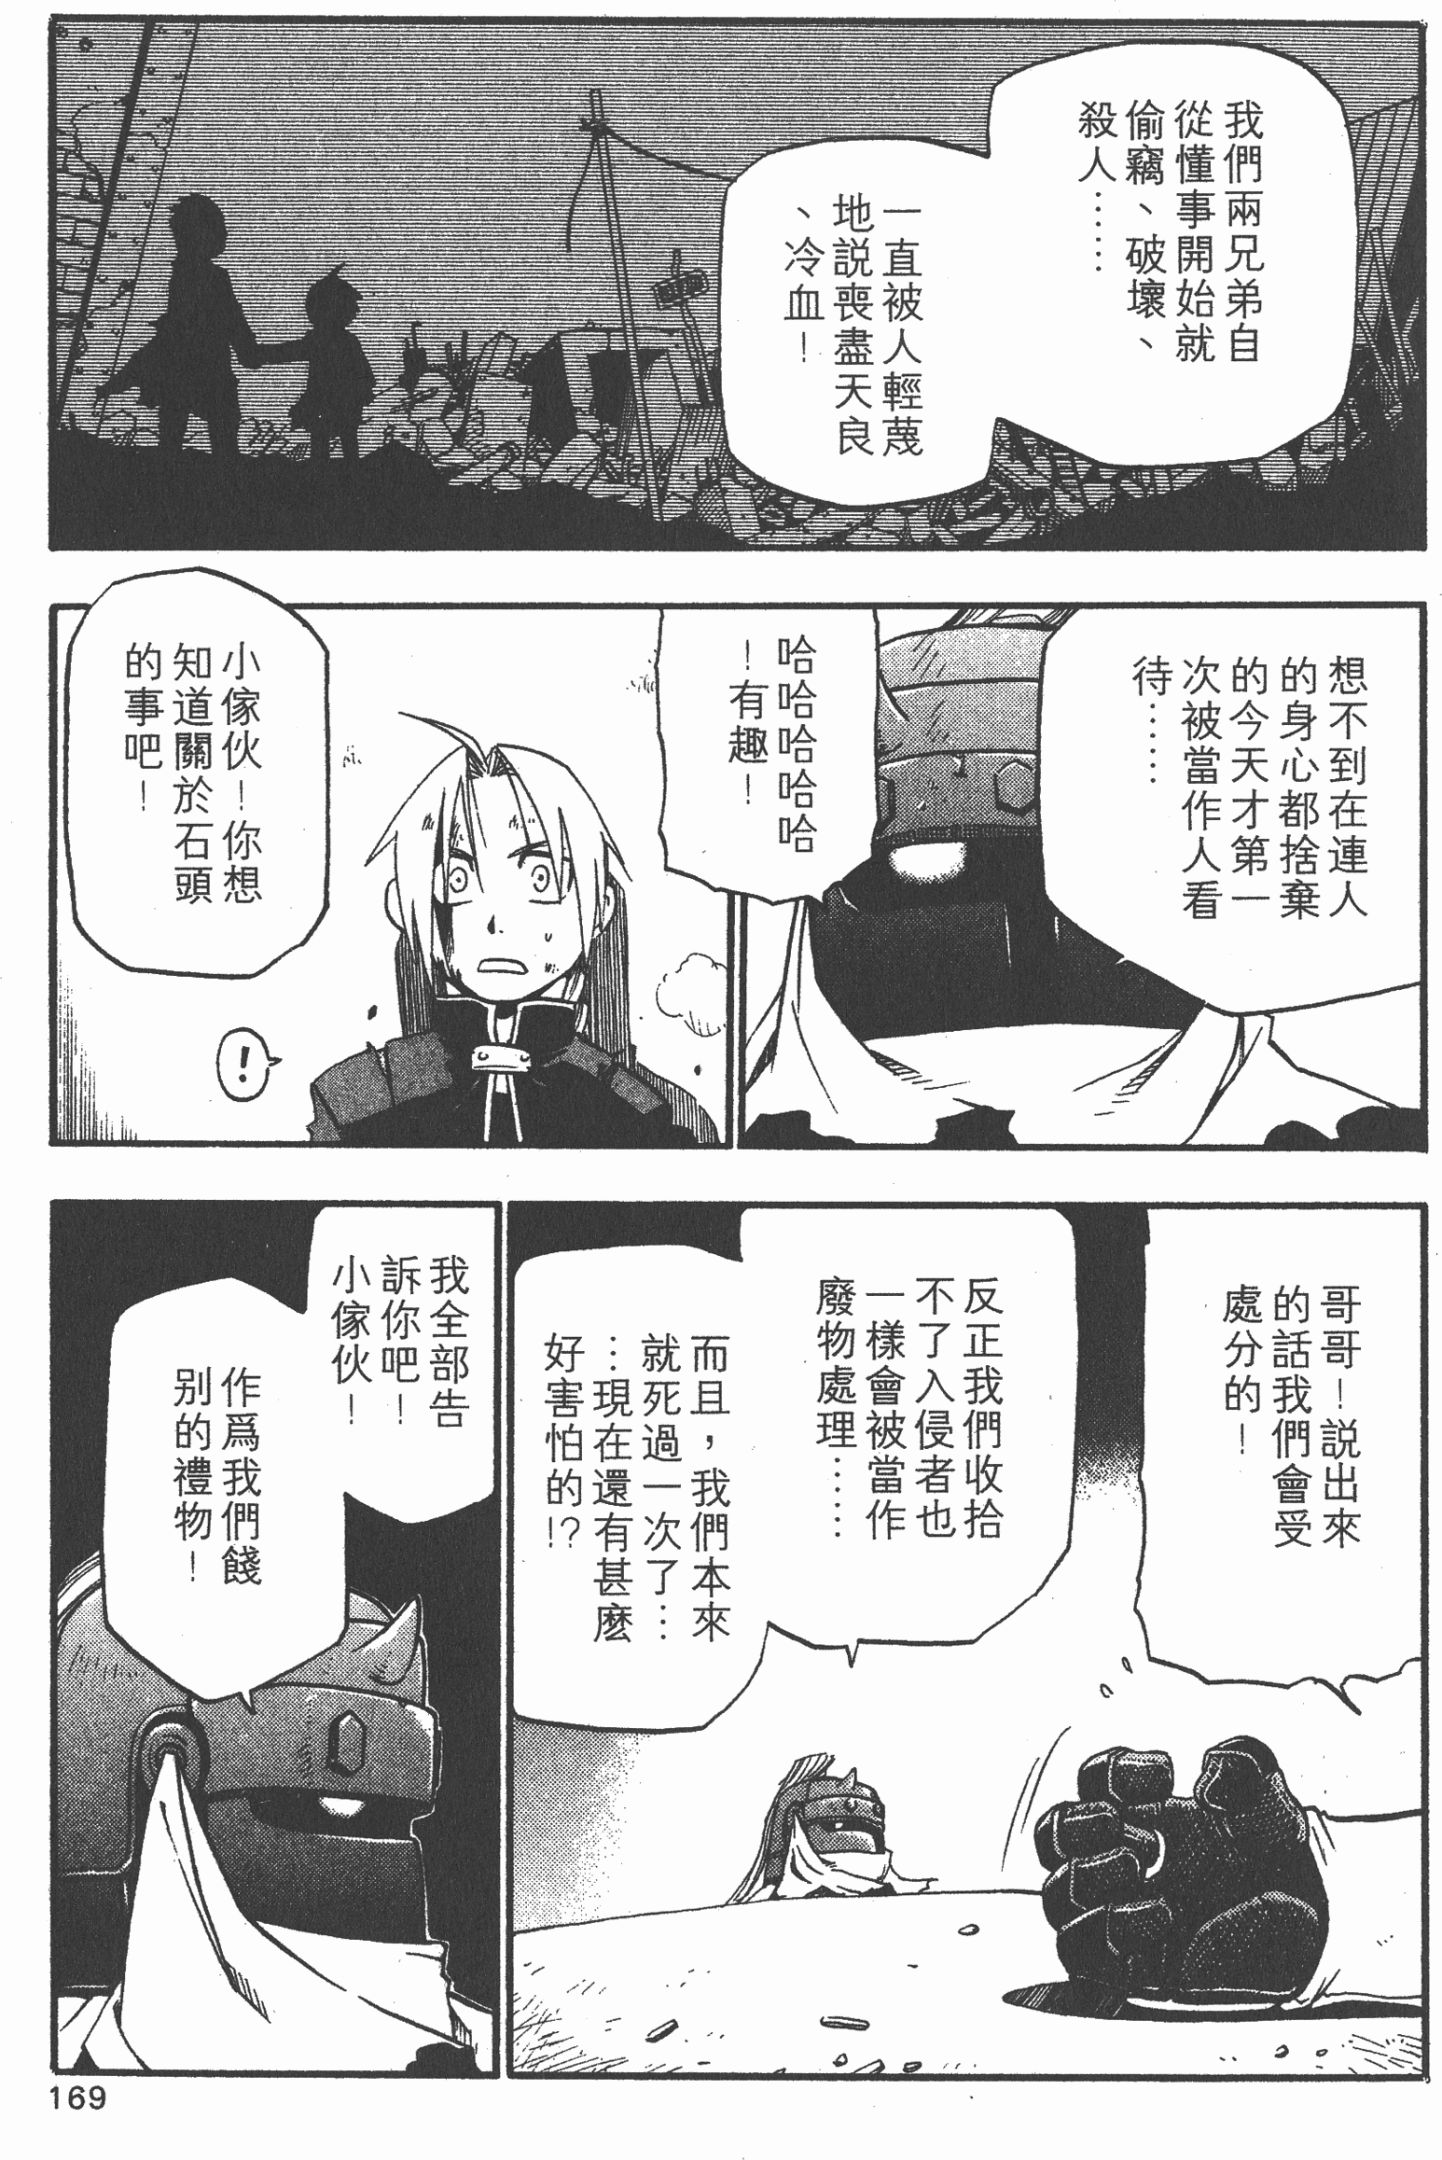 我們兩兄弟自
從懂事開始就
偷竊、破壞、
殺人……
一直被人輕蔑
地説喪盡天良
、冷血！
想不到在連人
的身心都捨棄
的今天才第一
次被當作人看
待……
哈哈哈哈哈
！有趣！
小傢伙！你想
知道關於石頭
的事吧！
！
哥哥！説出來
的話我們會受
處分的！
反正我們收拾
不了入侵者也
一樣會被當作
廢物處理……
而且，我們本來
就死過一次了…
…現在還有甚麽
好害怕的!?
我全部告
訴你吧！
小傢伙！
作爲我們餞
別的禮物！
169